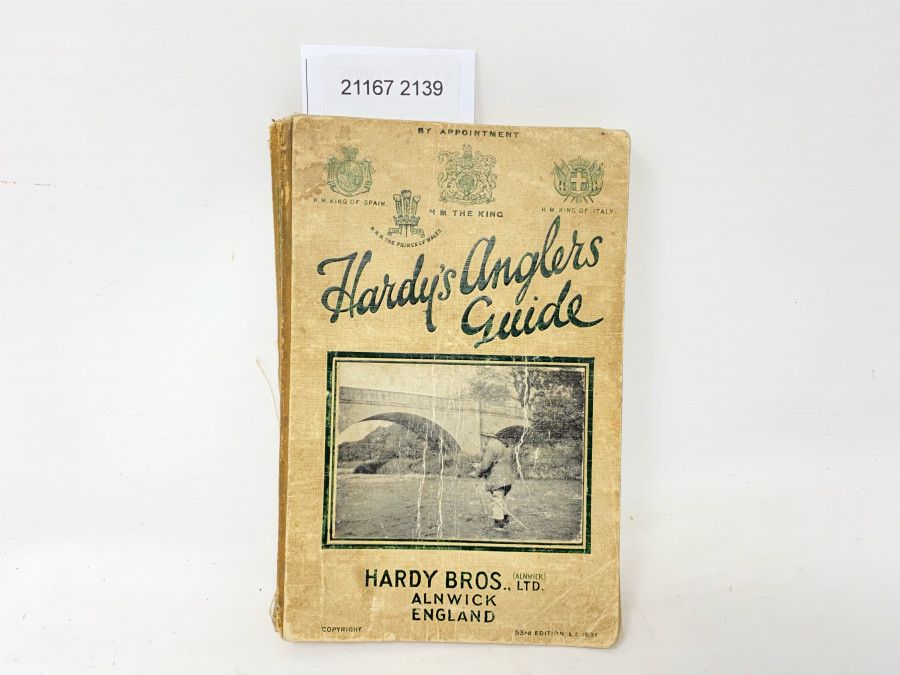 21167 2139
BY APPOINTMENT
H.M. KING OF SPAIN.
H.M. THE KING
H.M. KING OF ITALY
H.R.H. THE PRINCE OF WALES
Hardy's Anglers
Guide
HARDY BROS., (ALNWICK) LTD.
ALNWICK
ENGLAND
COPYRIGHT
53rd EDITION L.I. 1931